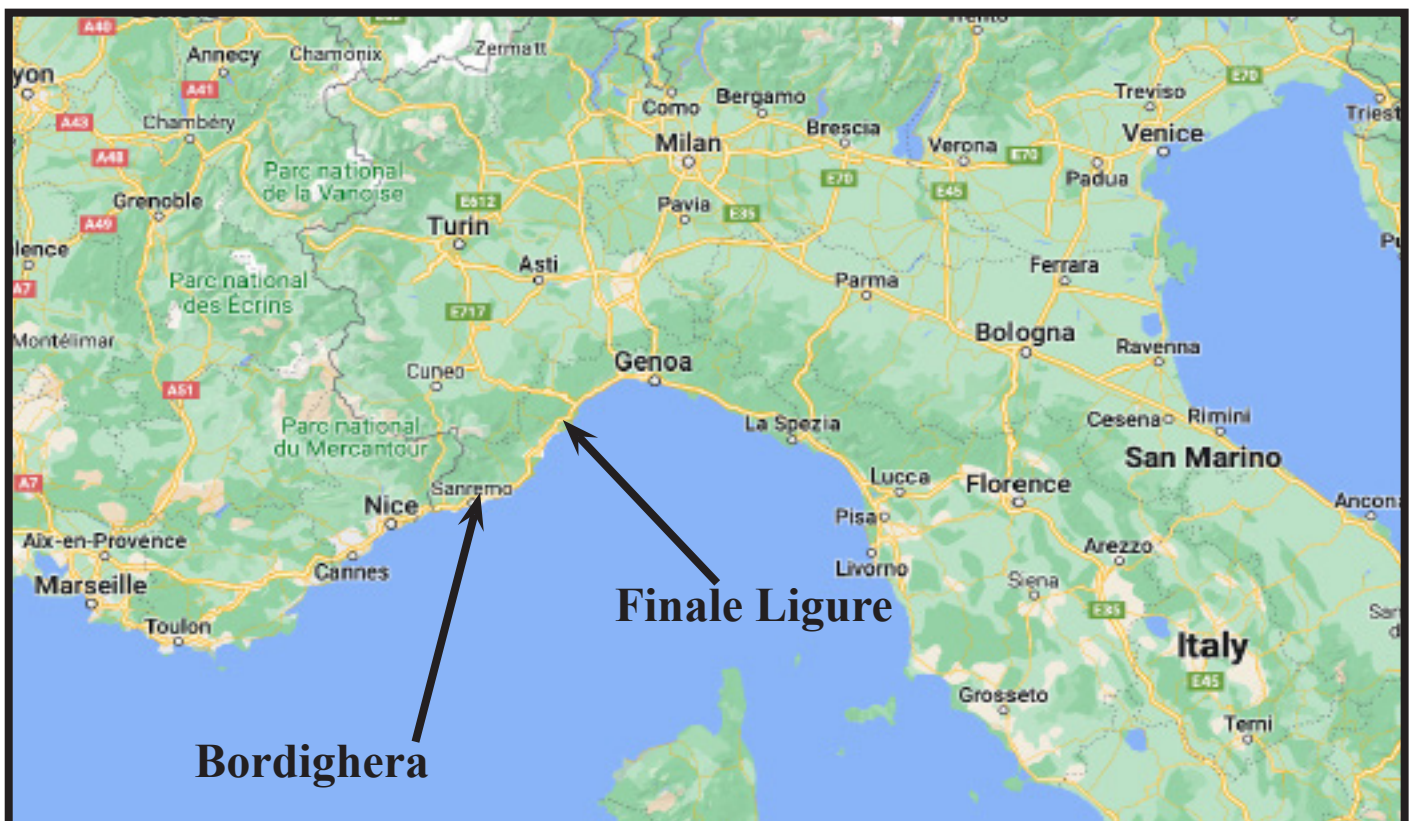 A40
Annecy
Chamonix
Zermatt
Trento
yon
A41
A43
Chambéry
A48
Como
Bergamo
E70
Treviso
Triest
Milan
Brescia
Verona
E70
Venice
Parc national
de la Vanoise
E70
Padua
Grenoble
E612
Pavia
E35
E45
A49
Turin
lence
Asti
Ferrara
A7
Parc national
des Écrins
Parma
E717
Bologna
Montélimar
Genoa
Ravenna
Cuneo
A51
Parc national
du Mercantour
La Spezia
Cesena
Rimini
San Marino
A7
Sanremo
Lucca
Florence
Nice
Pisa
Ancona
Aix-en-Provence
Arezzo
Cannes
Livorno
Marseille
Siena
Finale Ligure
E35
Toulon
Italy
E45
Grosseto
Terni
Bordighera